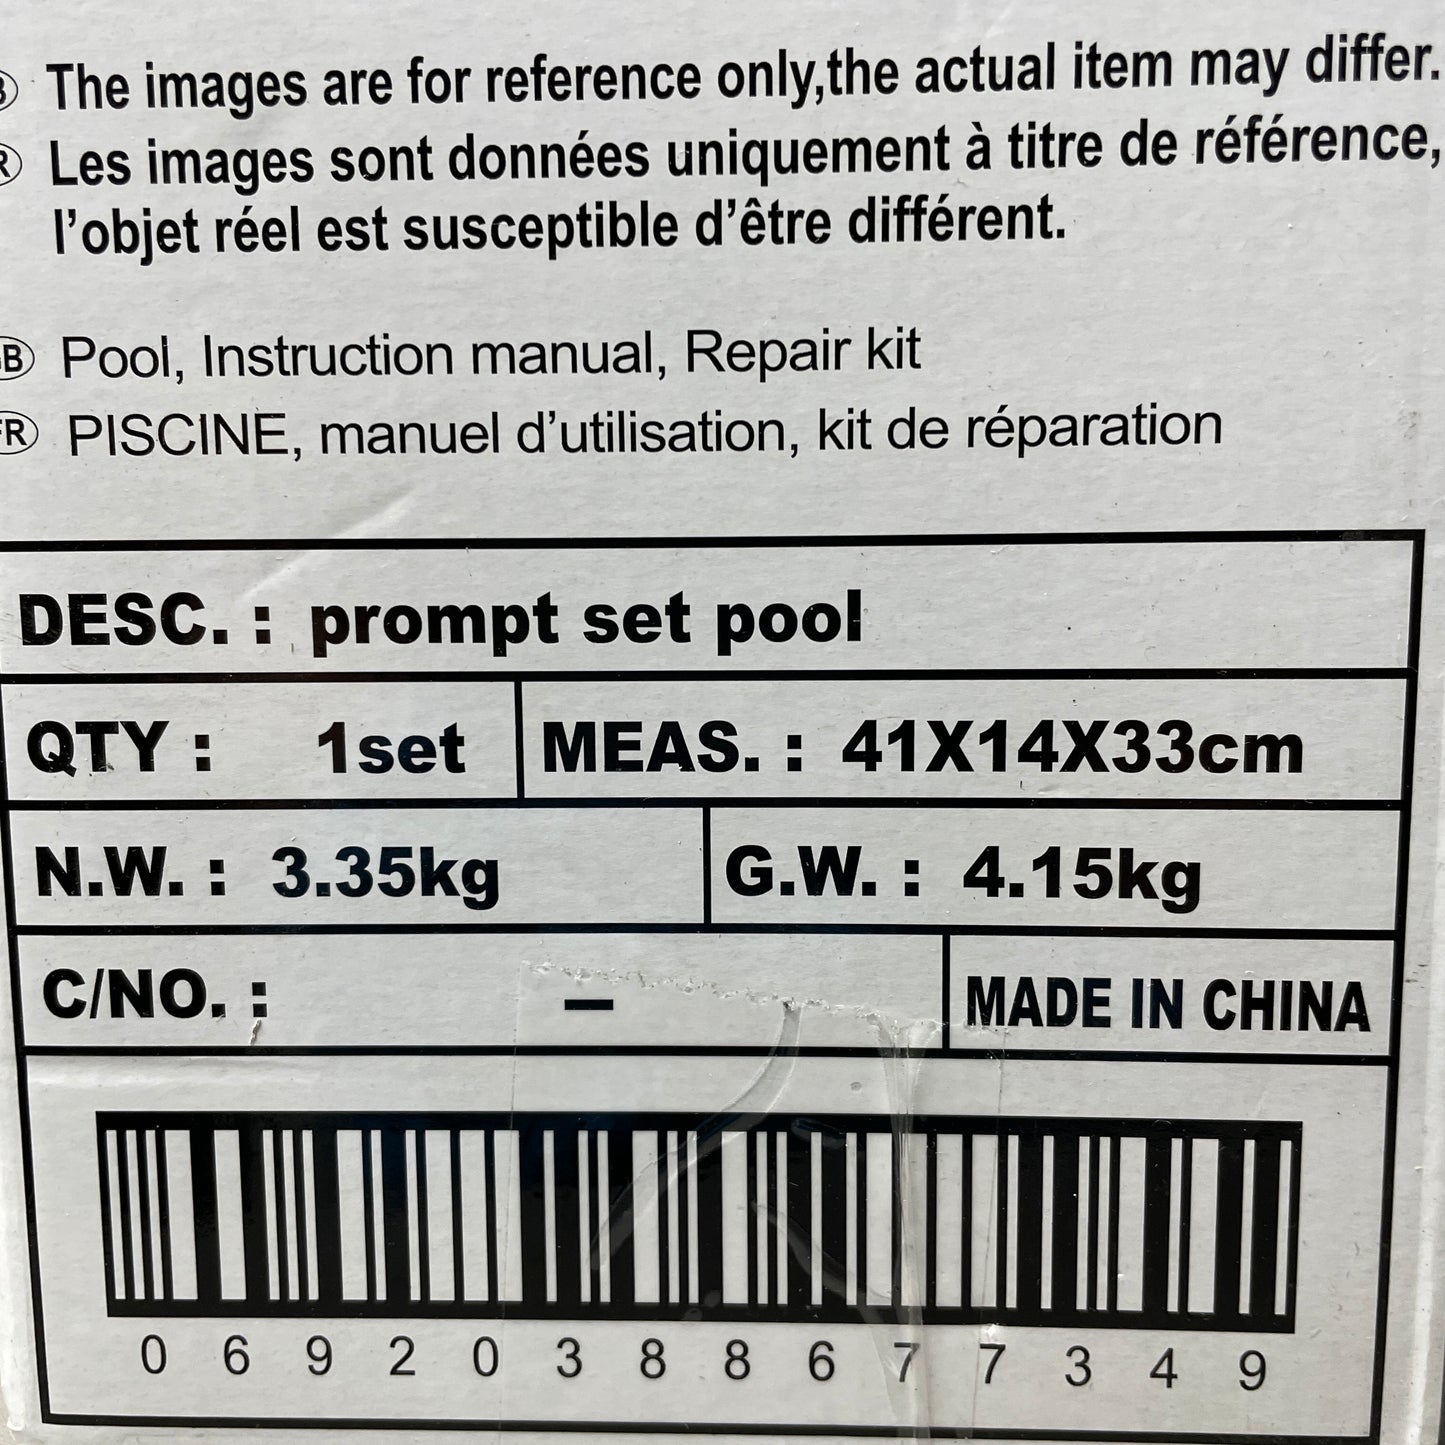 The images are for reference only,the actual item may differ.
Les images sont données uniquement à titre de référence,
l'objet réel est susceptible d'être différent.
Pool, Instruction manual, Repair kit
PISCINE, manuel d'utilisation, kit de réparation
DESC. : prompt set pool
QTY : 1set MEAS. : 41X14X33cm
N.W. : 3.35kg G.W. : 4.15kg
C/NO. : – MADE IN CHINA
0 6 9 2 0 3 8 8 6 7 7 3 4 9